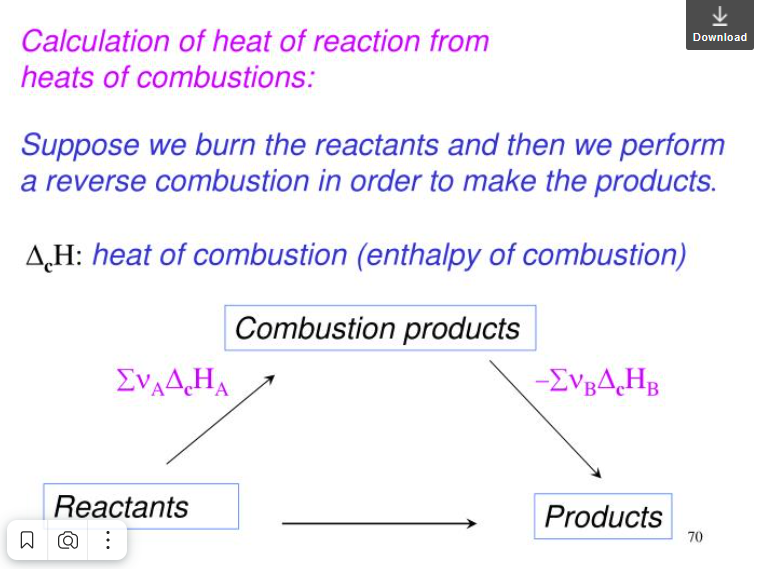 Download
Calculation of heat of reaction from
heats of combustions:
Suppose we burn the reactants and then we perform
a reverse combustion in order to make the products.
ΔcH: heat of combustion (enthalpy of combustion)
Combustion products
ΣνAΔcHA
–ΣνBΔcHB
Reactants
Products
70